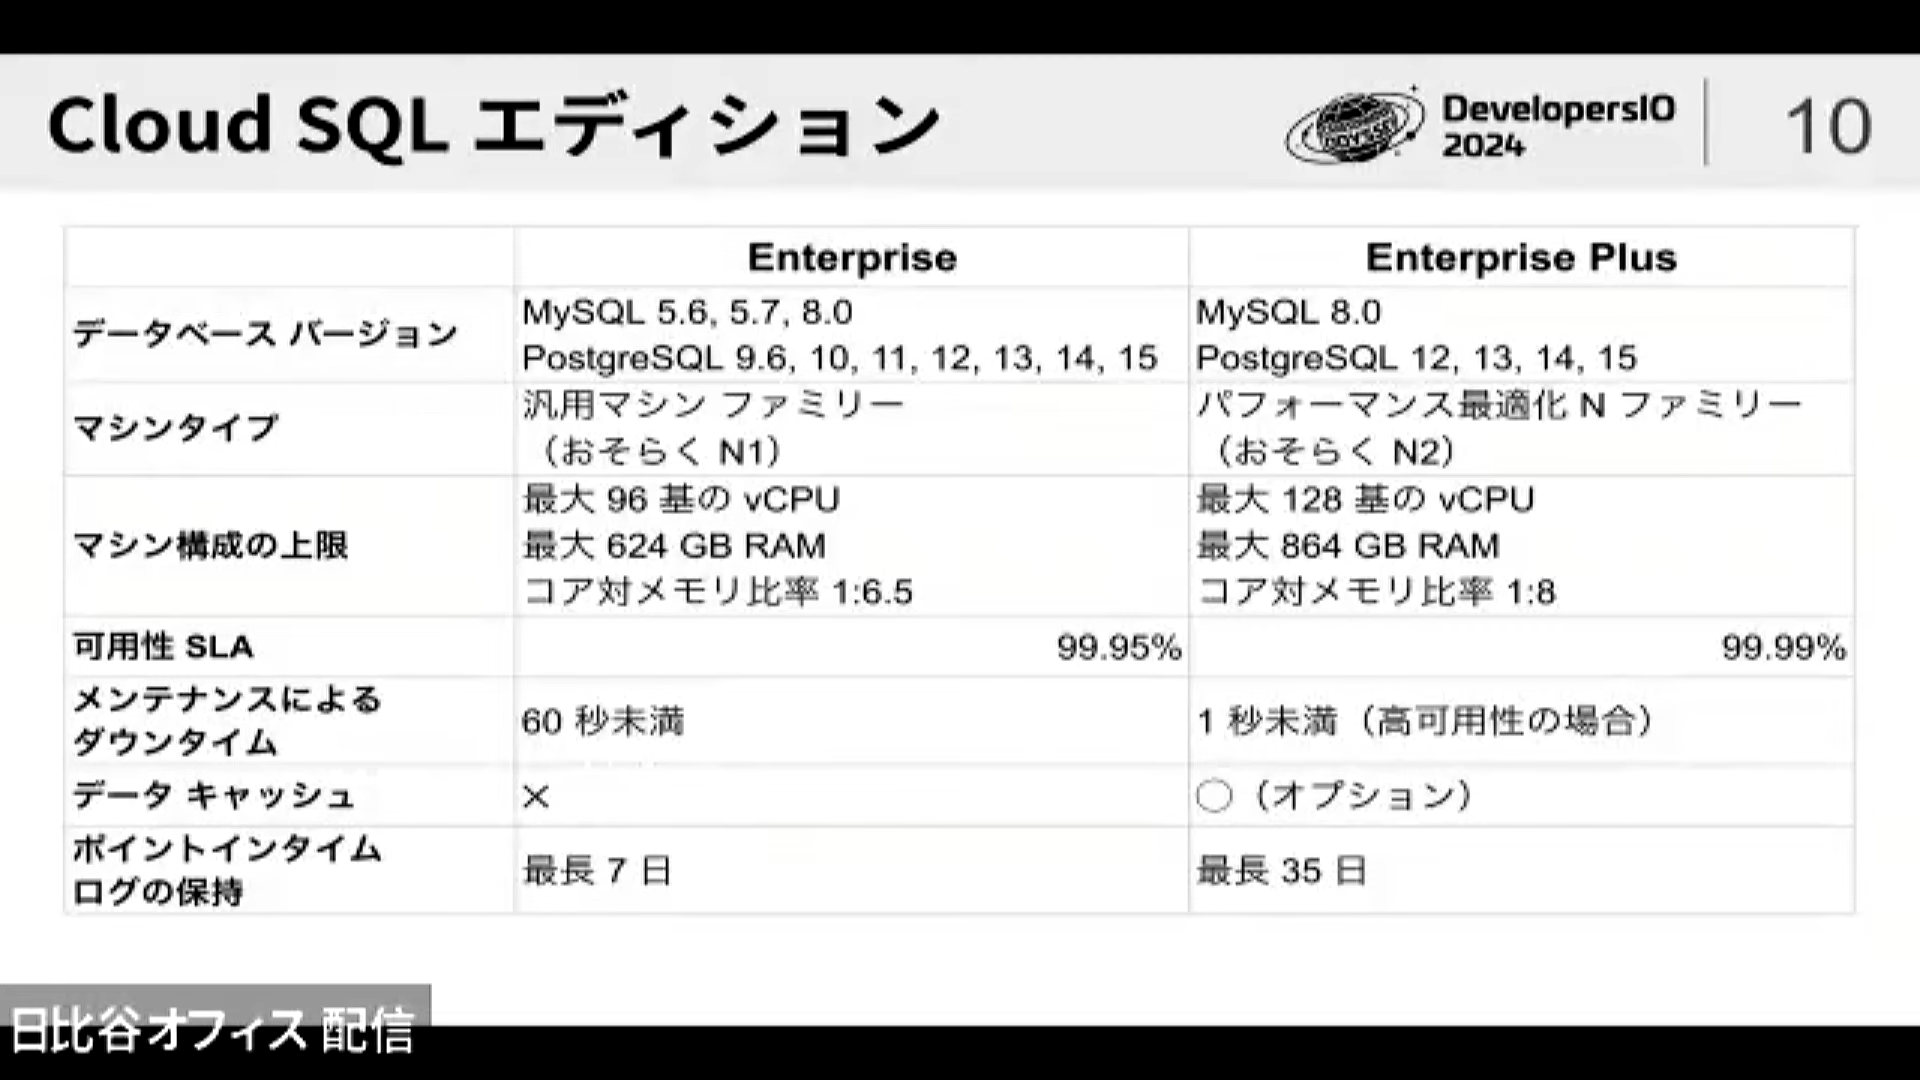 Cloud SQL エディション
ODYSSEY
DevelopersIO
2024
10
Enterprise
Enterprise Plus
データベース バージョン
MySQL 5.6, 5.7, 8.0
PostgreSQL 9.6, 10, 11, 12, 13, 14, 15
MySQL 8.0
PostgreSQL 12, 13, 14, 15
マシンタイプ
汎用マシン ファミリー
（おそらく N1）
パフォーマンス最適化 N ファミリー
（おそらく N2）
マシン構成の上限
最大 96 基の vCPU
最大 624 GB RAM
コア対メモリ比率 1:6.5
最大 128 基の vCPU
最大 864 GB RAM
コア対メモリ比率 1:8
可用性 SLA
99.95%
99.99%
メンテナンスによる
ダウンタイム
60 秒未満
1 秒未満（高可用性の場合）
データ キャッシュ
×
◯（オプション）
ポイントインタイム
ログの保持
最長 7 日
最長 35 日
日比谷オフィス 配信